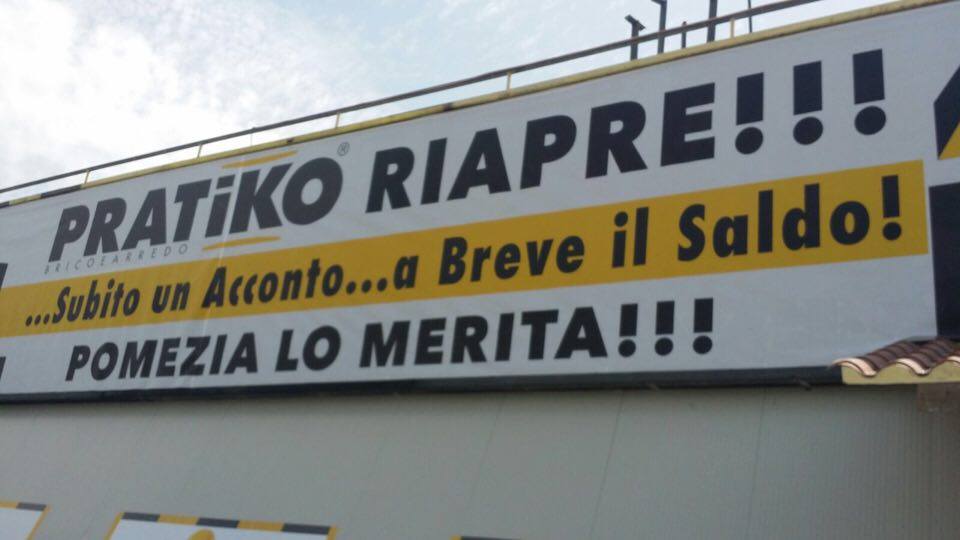 PRATiKO® RIAPRE!!!
BRICOEARREDO
...Subito un Acconto...a Breve il Saldo!
POMEZIA LO MERITA!!!